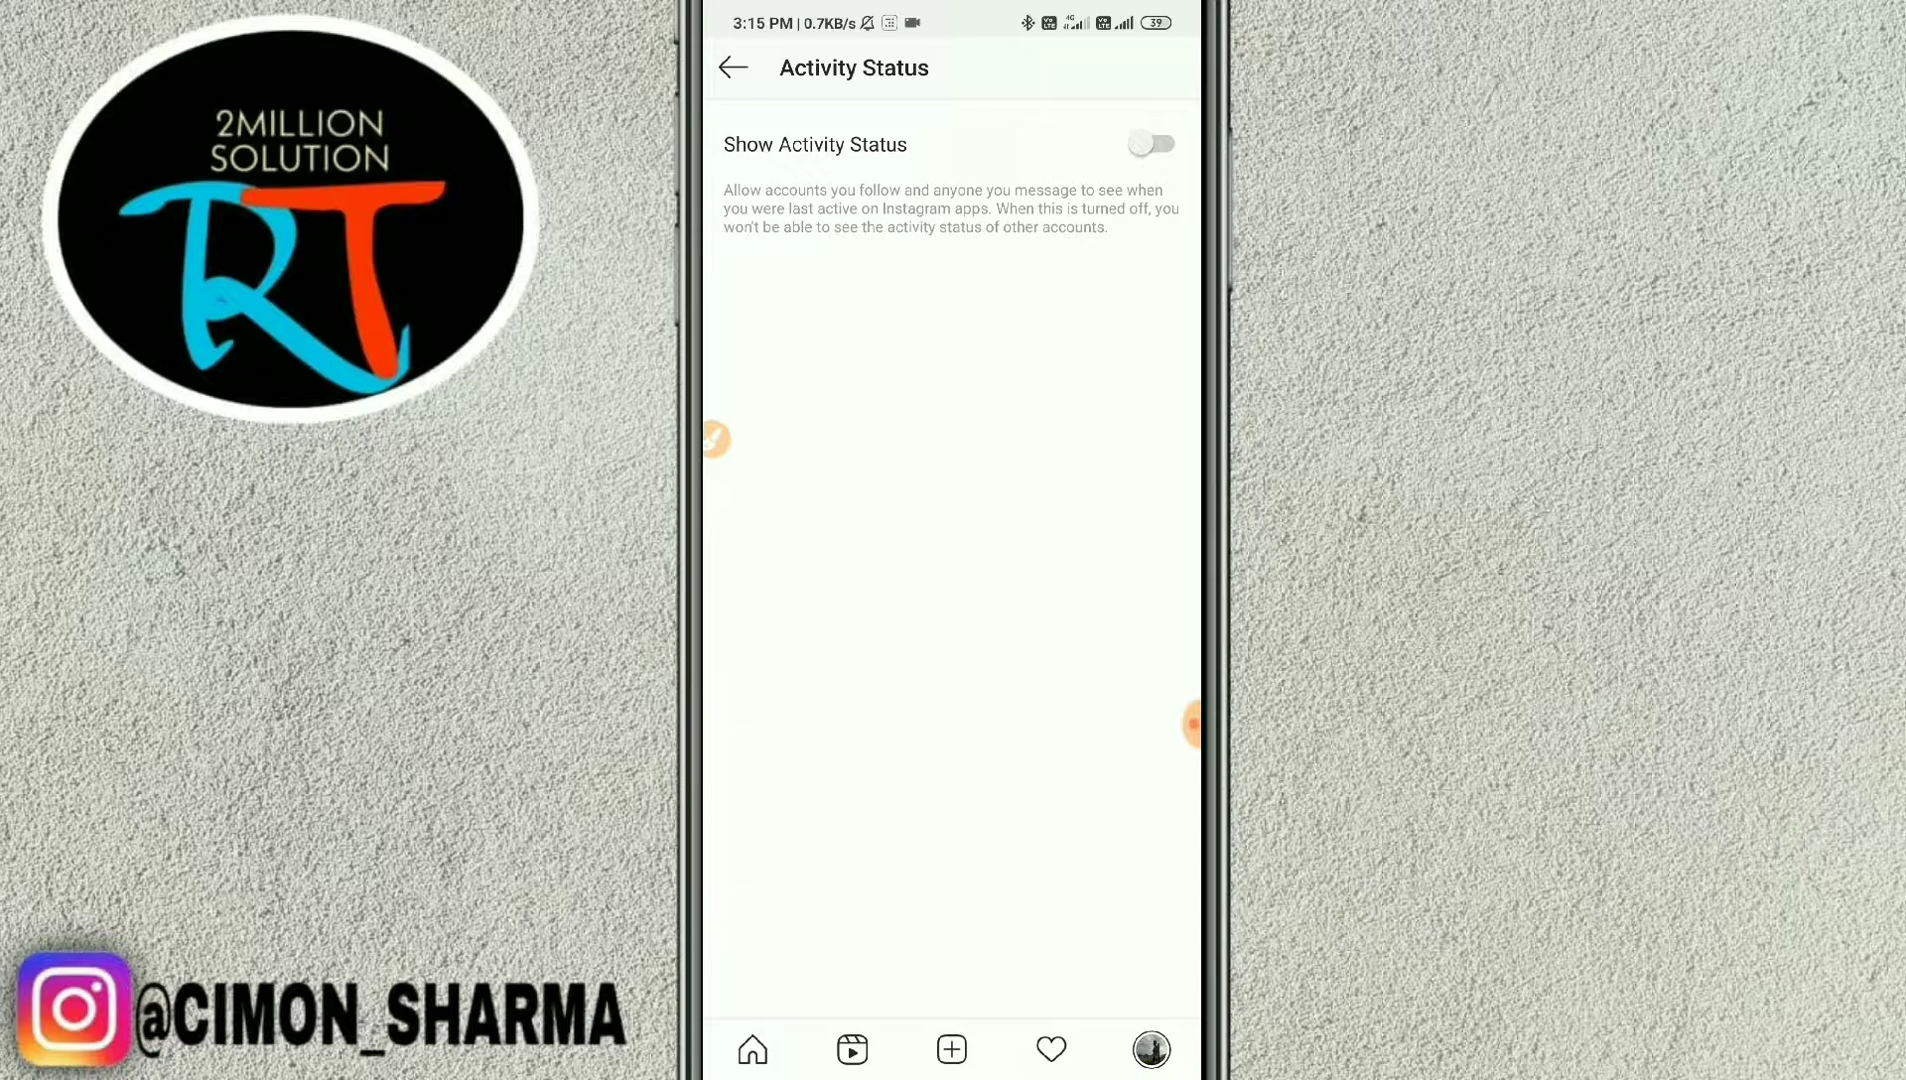 2MILLION
SOLUTION
RT
@CIMON_SHARMA
3:15 PM | 0.7KB/s
4G
39
Activity Status
Show Activity Status
Allow accounts you follow and anyone you message to see when
you were last active on Instagram apps. When this is turned off, you
won't be able to see the activity status of other accounts.